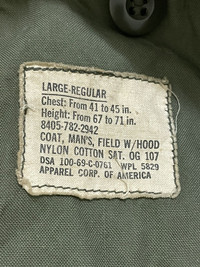 LARGE-REGULAR
Chest: From 41 to 45 in.
Height: From 67 to 71 in.
8405-782-2942
COAT, MAN'S, FIELD W/HOOD
NYLON COTTON SAT. OG 107
DSA 100-69-C-0761 WPL 5829
APPAREL CORP. OF AMERICA